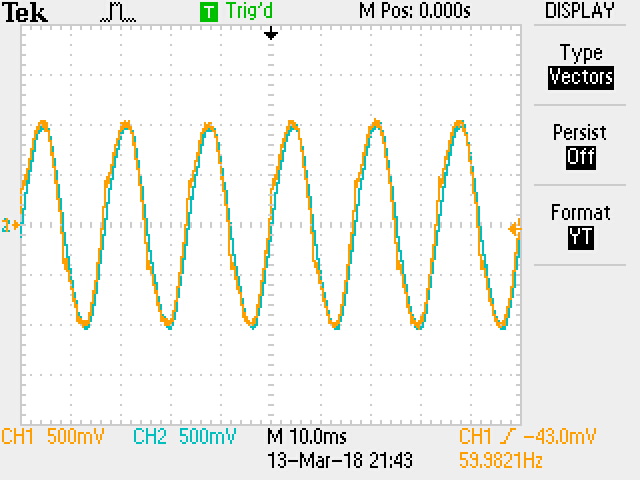 Tek T Trig'd M Pos: 0.000s DISPLAY
Type
Vectors
Persist
Off
Format
YT
2
CH1 500mV CH2 500mV M 10.0ms CH1 −43.0mV
13-Mar-18 21:43 59.9821Hz